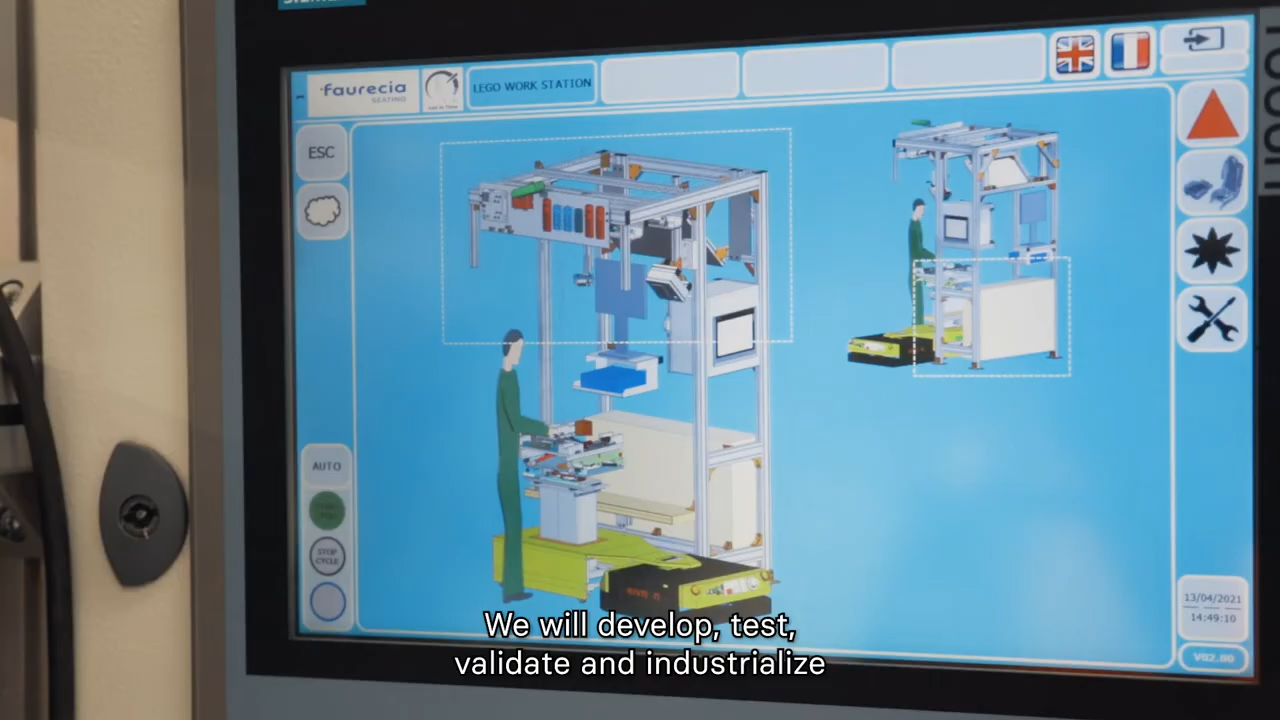 faurecia
SEATING
LEGO WORK STATION
ESC
AUTO
STOP
CYCLE
13/04/2021
14:49:10
V02.00
We will develop, test,
validate and industrialize